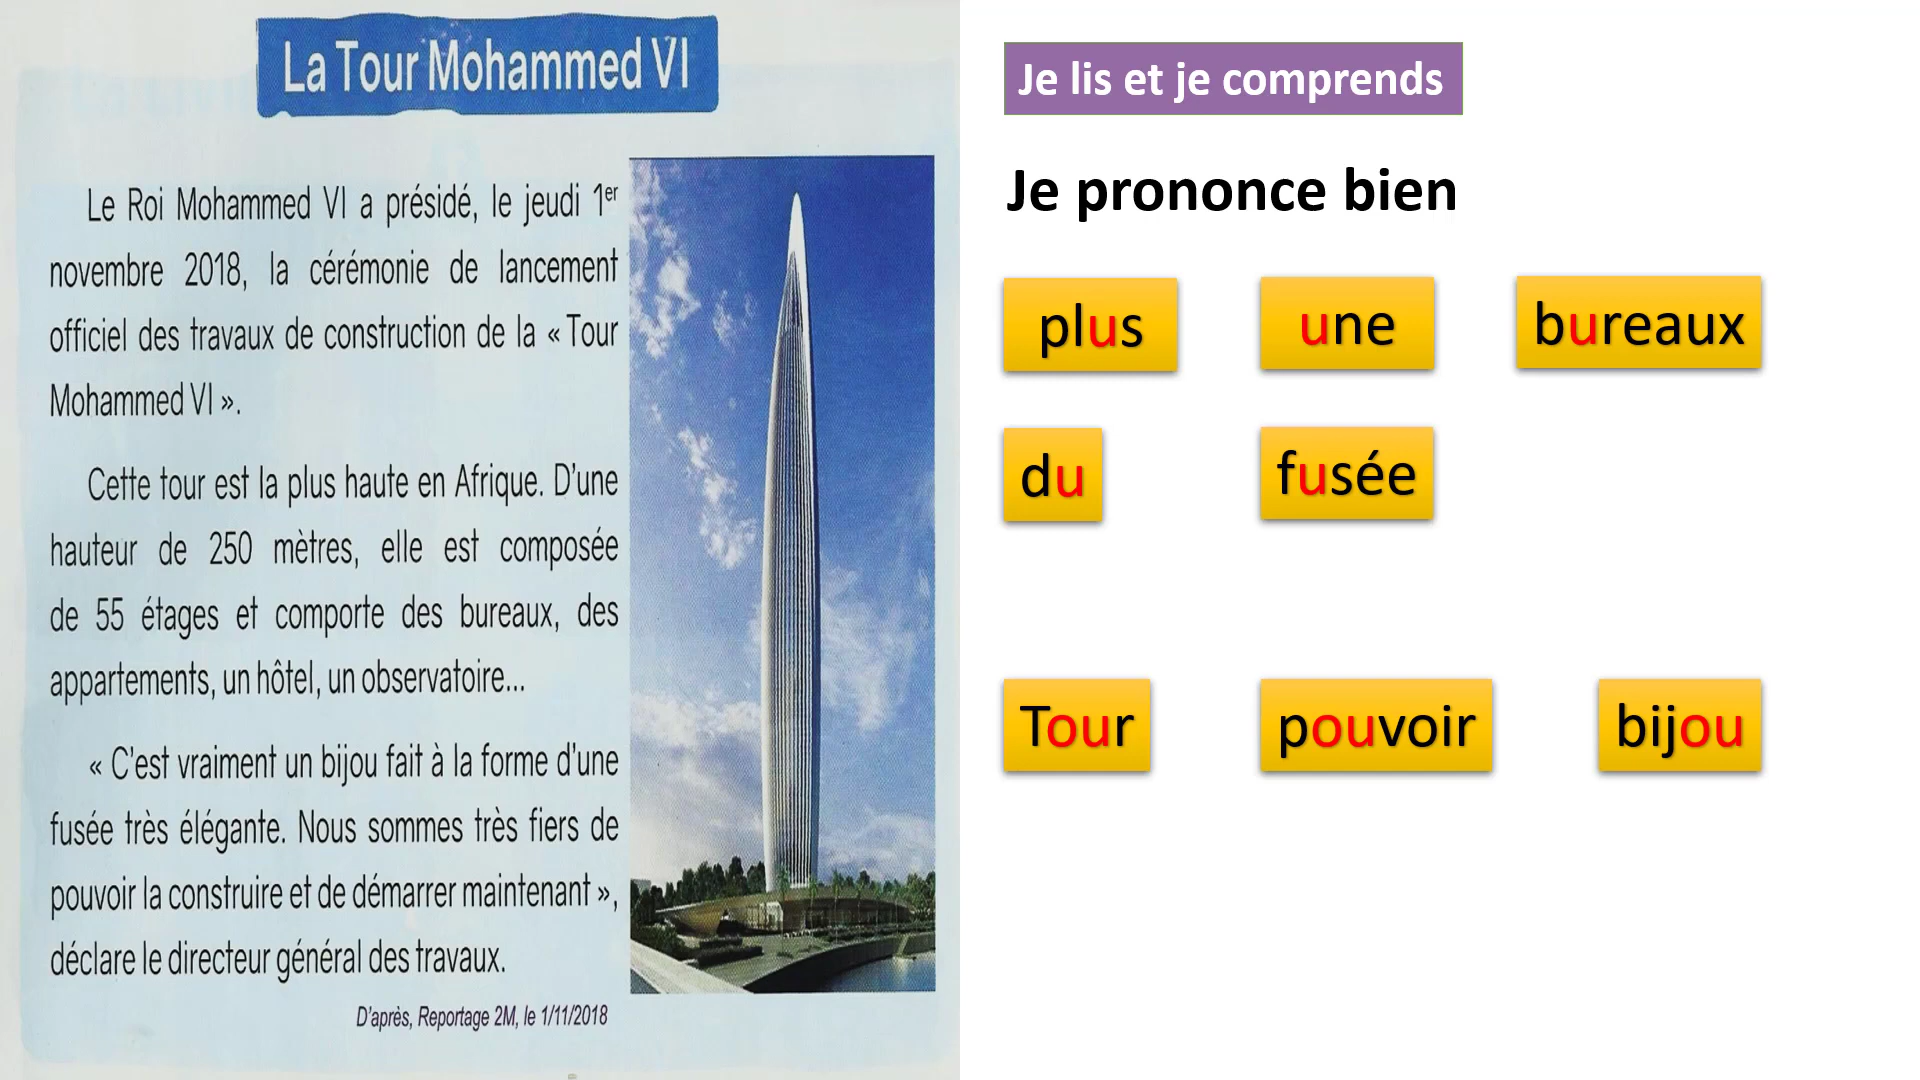 La Tour Mohammed VI
Le Roi Mohammed VI a présidé, le jeudi 1er
novembre 2018, la cérémonie de lancement
officiel des travaux de construction de la « Tour
Mohammed VI ».
Cette tour est la plus haute en Afrique. D'une
hauteur de 250 mètres, elle est composée
de 55 étages et comporte des bureaux, des
appartements, un hôtel, un observatoire...
« C'est vraiment un bijou fait à la forme d'une
fusée très élégante. Nous sommes très fiers de
pouvoir la construire et de démarrer maintenant »,
déclare le directeur général des travaux.
D'après, Reportage 2M, le 1/11/2018
Je lis et je comprends
Je prononce bien
plus une bureaux
du fusée
Tour pouvoir bijou